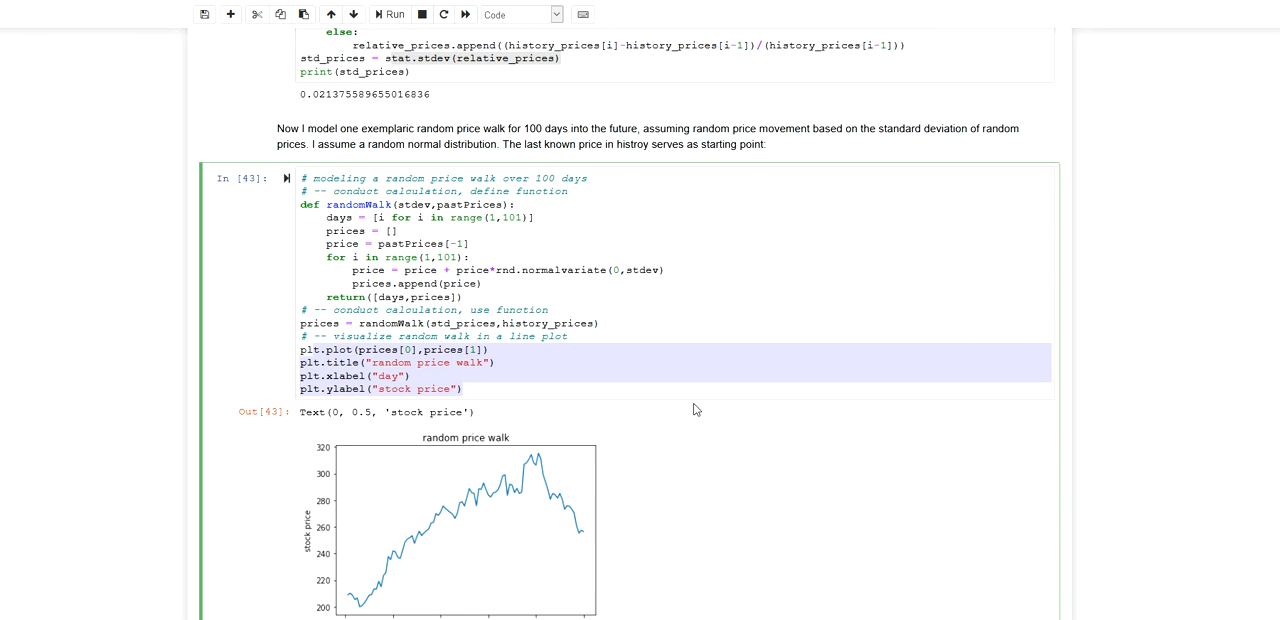 Run Code
else:
relative_prices.append((history_prices[i]-history_prices[i-1])/(history_prices[i-1]))
std_prices = stat.stdev(relative_prices)
print(std_prices)
0.021375589655016836
Now I model one exemplaric random price walk for 100 days into the future, assuming random price movement based on the standard deviation of random
prices. I assume a random normal distribution. The last known price in histroy serves as starting point:
In [43]: # modeling a random price walk over 100 days
# -- conduct calculation, define function
def randomWalk(stdev,pastPrices):
days = [i for i in range(1,101)]
prices = []
price = pastPrices[-1]
for i in range(1,101):
price = price + price*rnd.normalvariate(0,stdev)
prices.append(price)
return([days,prices])
# -- conduct calculation, use function
prices = randomWalk(std_prices,history_prices)
# -- visualize random walk in a line plot
plt.plot(prices[0],prices[1])
plt.title("random price walk")
plt.xlabel("day")
plt.ylabel("stock price")
Out[43]: Text(0, 0.5, 'stock price')
random price walk
320
300
280
260
240
220
200
stock price